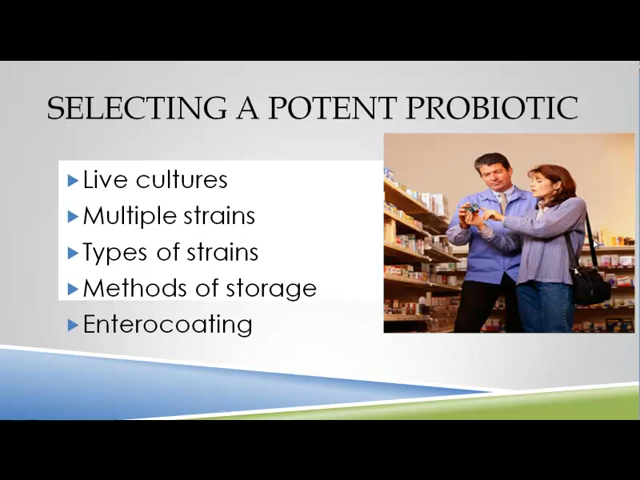 SELECTING A POTENT PROBIOTIC
Live cultures
Multiple strains
Types of strains
Methods of storage
Enterocoating